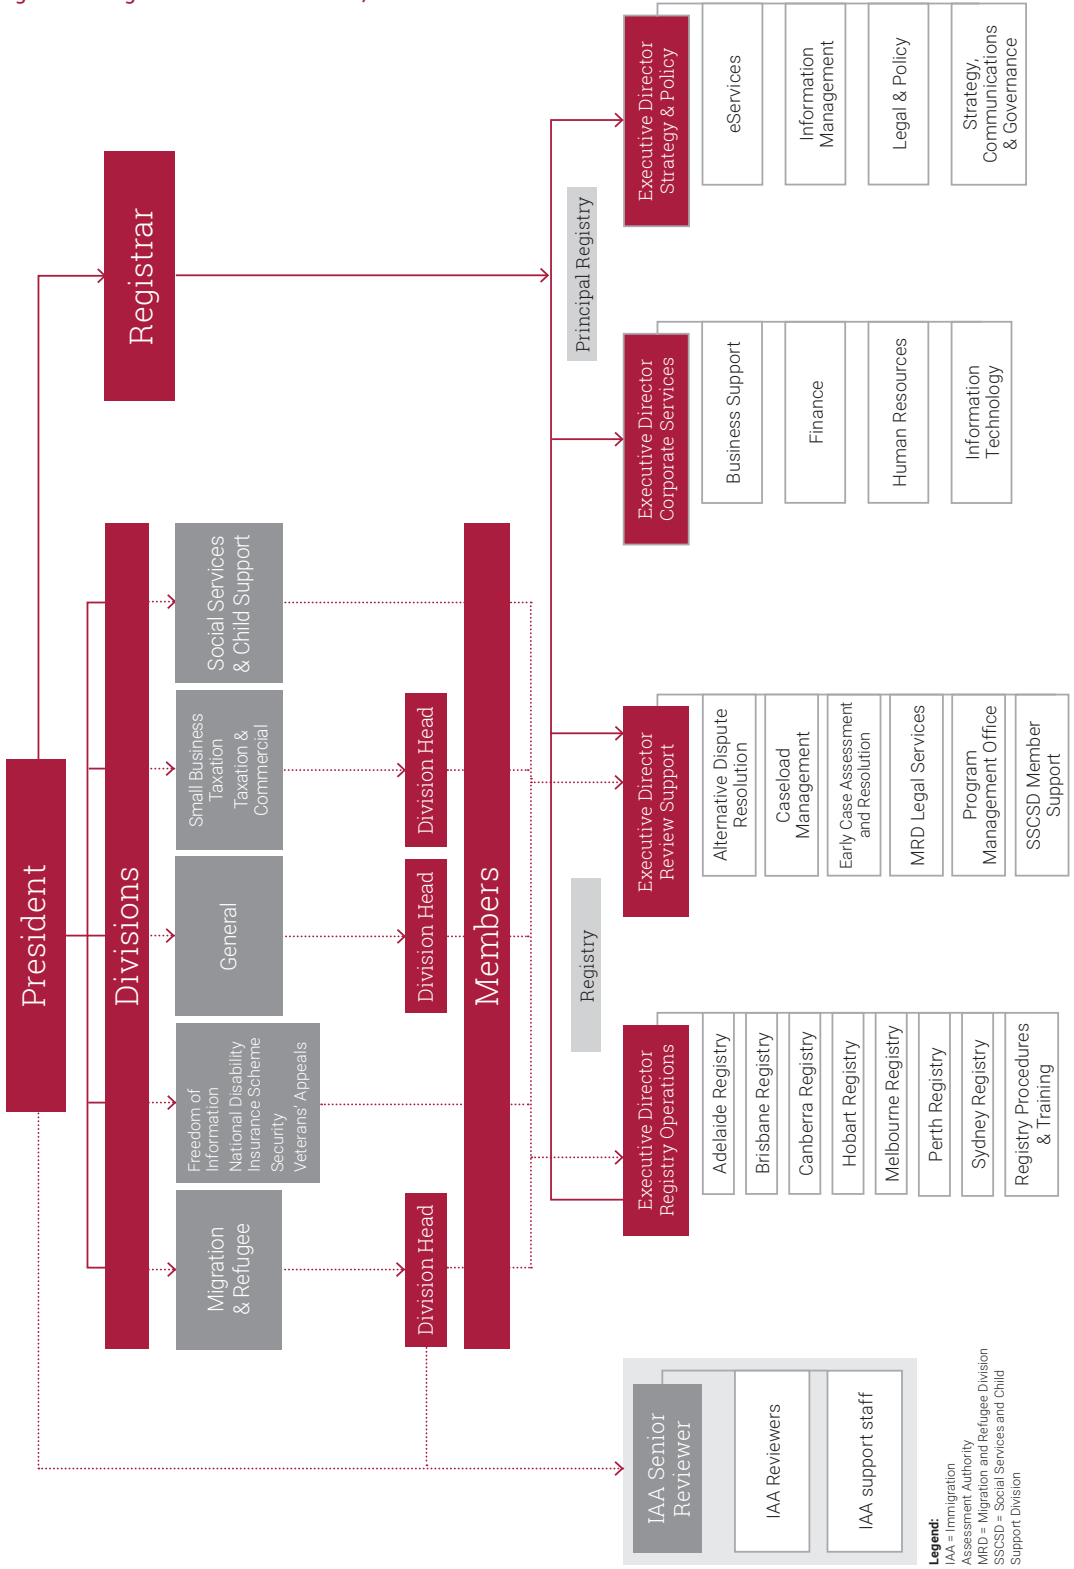 President
Registrar
Divisions
Migration
& Refugee
Freedom of
Information
National Disability
Insurance Scheme
Security
Veterans' Appeals
General
Small Business
Taxation
Taxation &
Commercial
Social Services
& Child Support
Division Head
Division Head
Division Head
Members
Registry
Principal Registry
IAA Senior
Reviewer
IAA Reviewers
IAA support staff
Executive Director
Registry Operations
Adelaide Registry
Brisbane Registry
Canberra Registry
Hobart Registry
Melbourne Registry
Perth Registry
Sydney Registry
Registry Procedures
& Training
Executive Director
Review Support
Alternative Dispute
Resolution
Caseload
Management
Early Case Assessment
and Resolution
MRD Legal Services
Program
Management Office
SSCSD Member
Support
Executive Director
Corporate Services
Business Support
Finance
Human Resources
Information
Technology
Executive Director
Strategy & Policy
eServices
Information
Management
Legal & Policy
Strategy,
Communications
& Governance
Legend:
IAA = Immigration
Assessment Authority
MRD = Migration and Refugee Division
SSCSD = Social Services and Child
Support Division